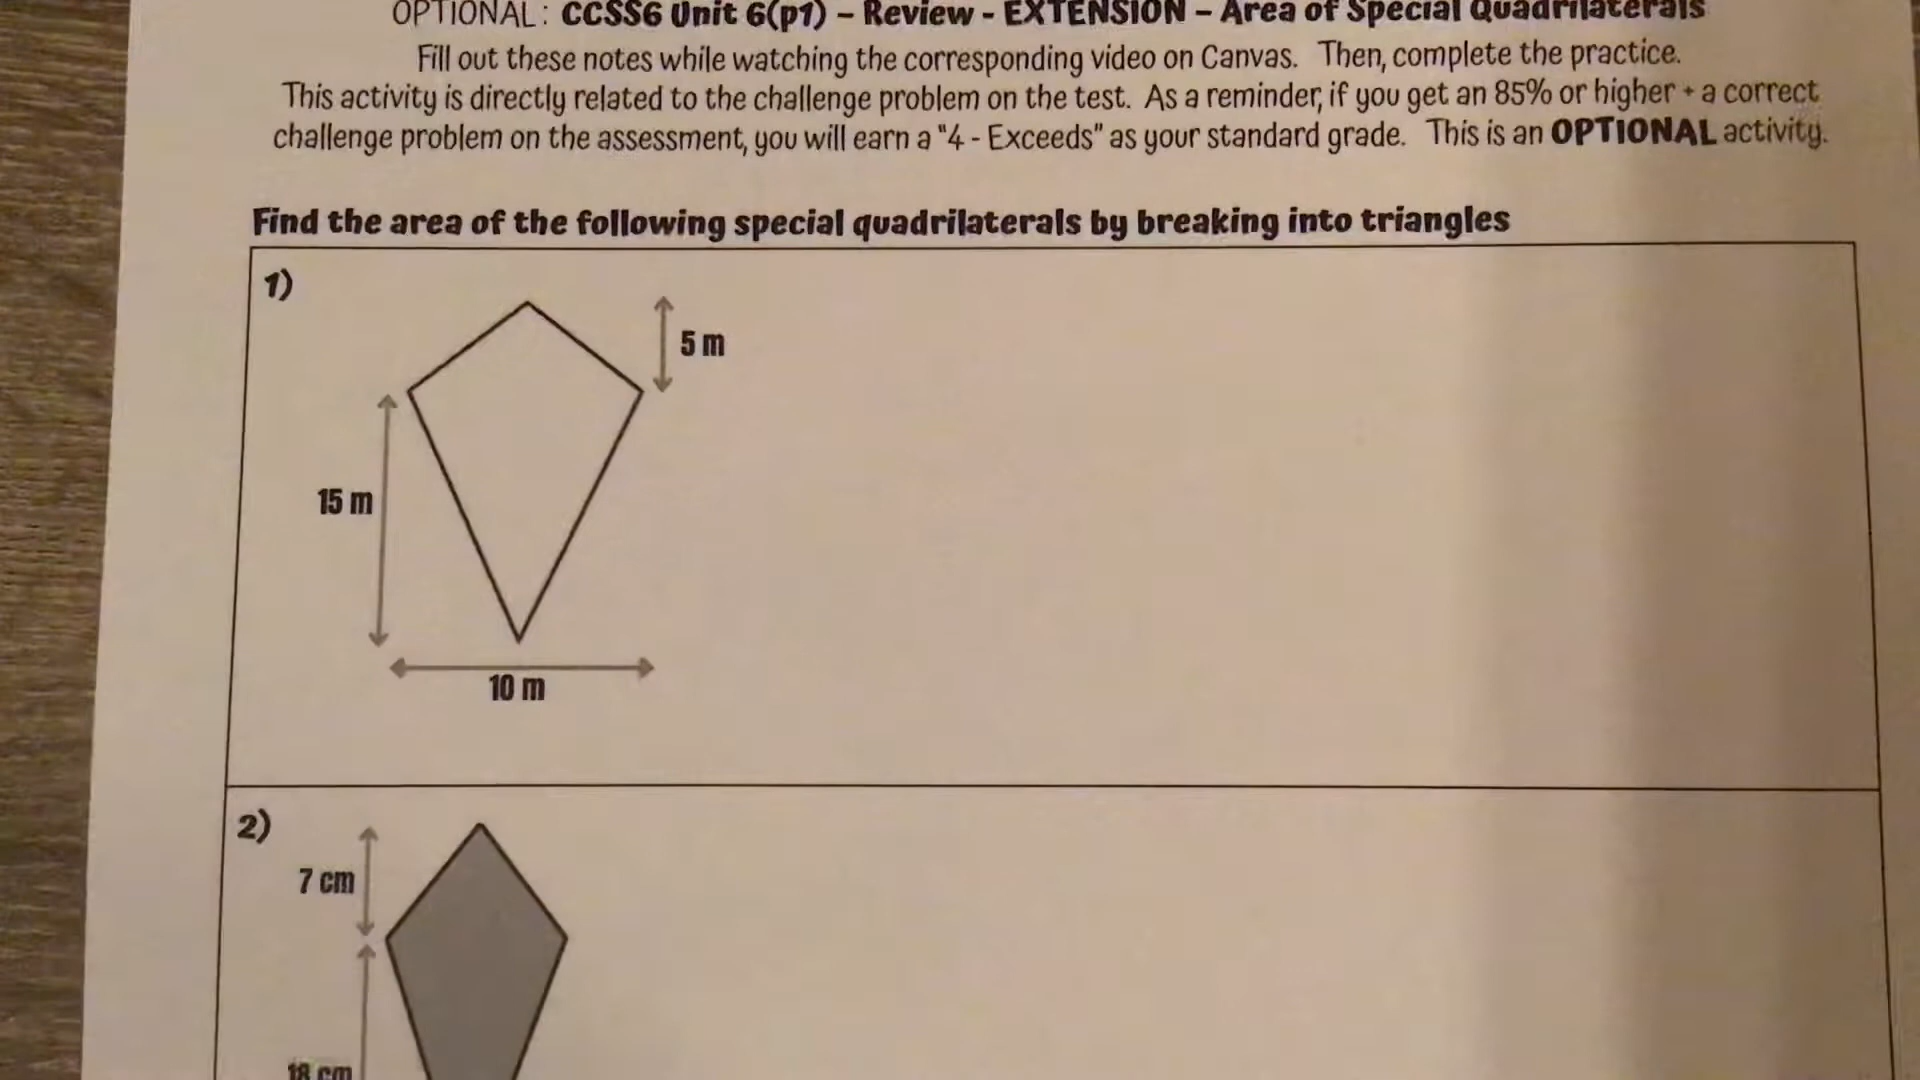 OPTIONAL: CCSS6 Unit 6(p1) – Review - EXTENSION – Area of Special Quadrilaterals
Fill out these notes while watching the corresponding video on Canvas. Then, complete the practice.
This activity is directly related to the challenge problem on the test. As a reminder, if you get an 85% or higher + a correct
challenge problem on the assessment, you will earn a "4 - Exceeds" as your standard grade. This is an OPTIONAL activity.
Find the area of the following special quadrilaterals by breaking into triangles
1)
5 m
15 m
10 m
2)
7 cm
18 cm